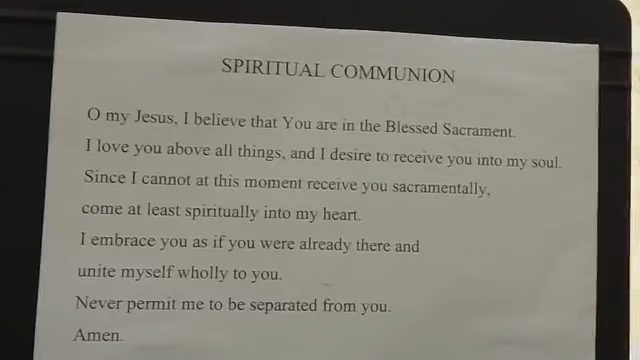 SPIRITUAL COMMUNION
O my Jesus, I believe that You are in the Blessed Sacrament.
I love you above all things, and I desire to receive you into my soul.
Since I cannot at this moment receive you sacramentally,
come at least spiritually into my heart.
I embrace you as if you were already there and
unite myself wholly to you.
Never permit me to be separated from you.
Amen.